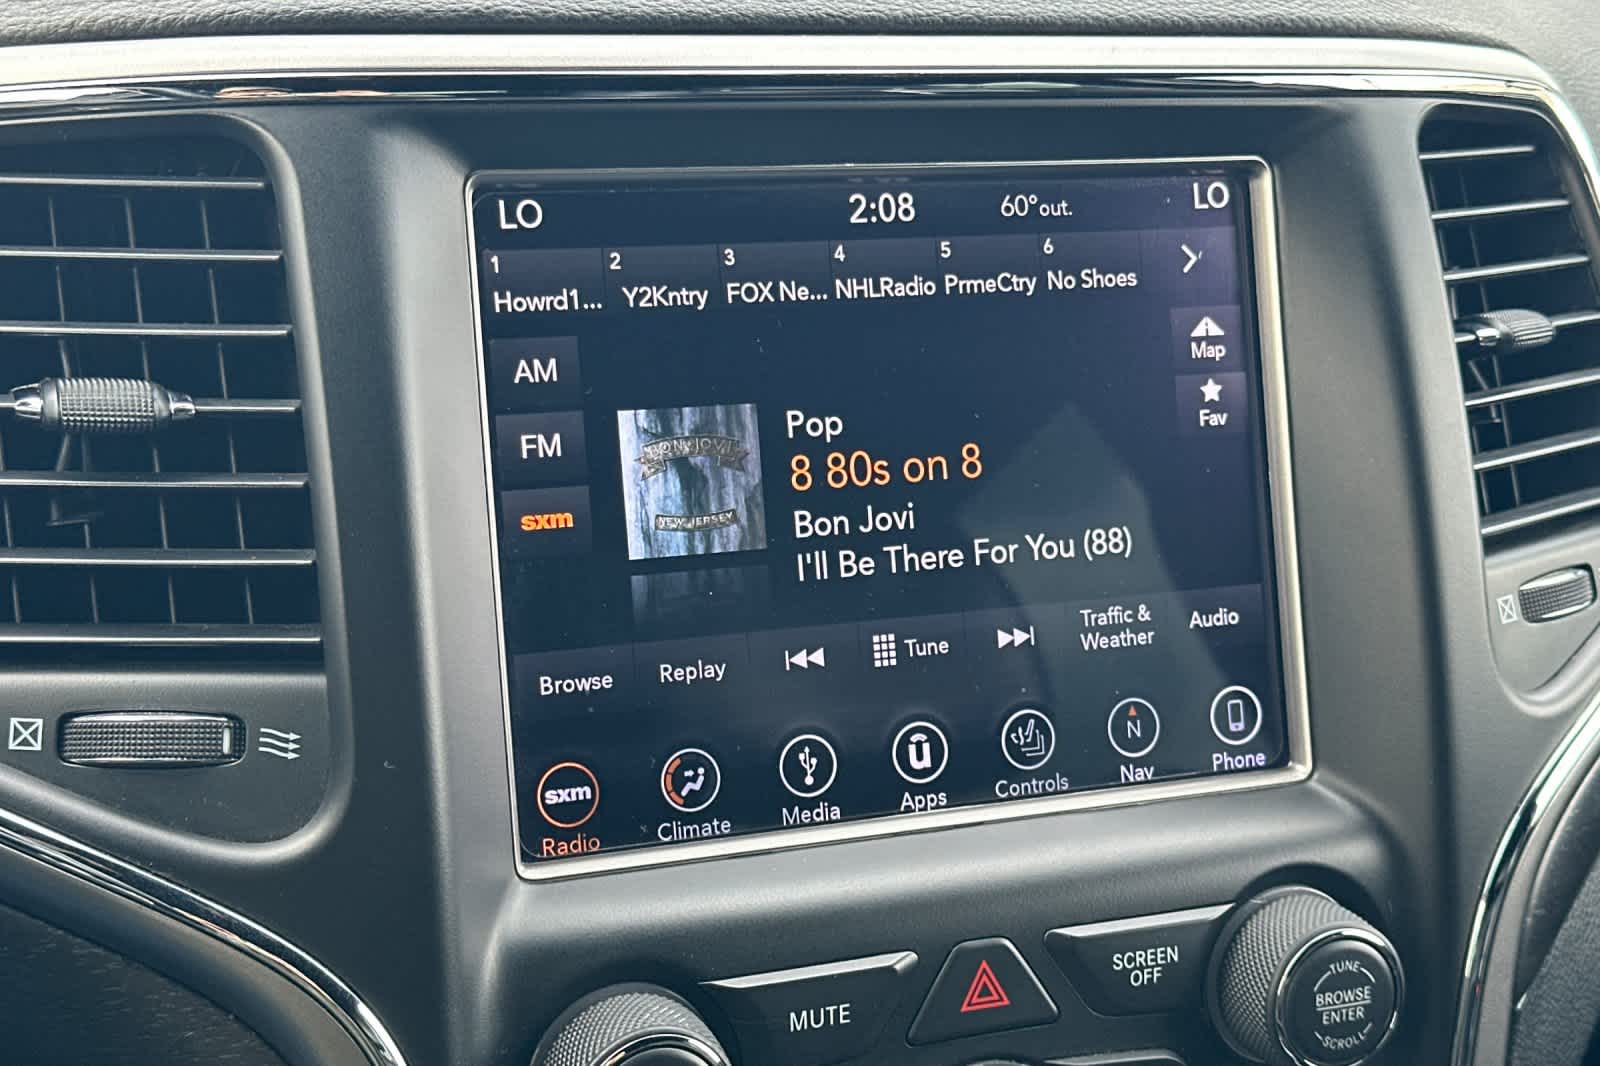 LO 2:08 60°out. LO
1 2 3 4 5 6
Howrd1... Y2Kntry FOX Ne... NHLRadio PrmeCtry No Shoes
AM
Map
FM
Fav
sxm
BON JOVI
NEW JERSEY
Pop
8 80s on 8
Bon Jovi
I'll Be There For You (88)
Browse Replay Tune Traffic & Weather Audio
sxm
Radio Climate Media Apps Controls N Nav Phone
MUTE
SCREEN
OFF
TUNE
BROWSE
ENTER
SCROLL